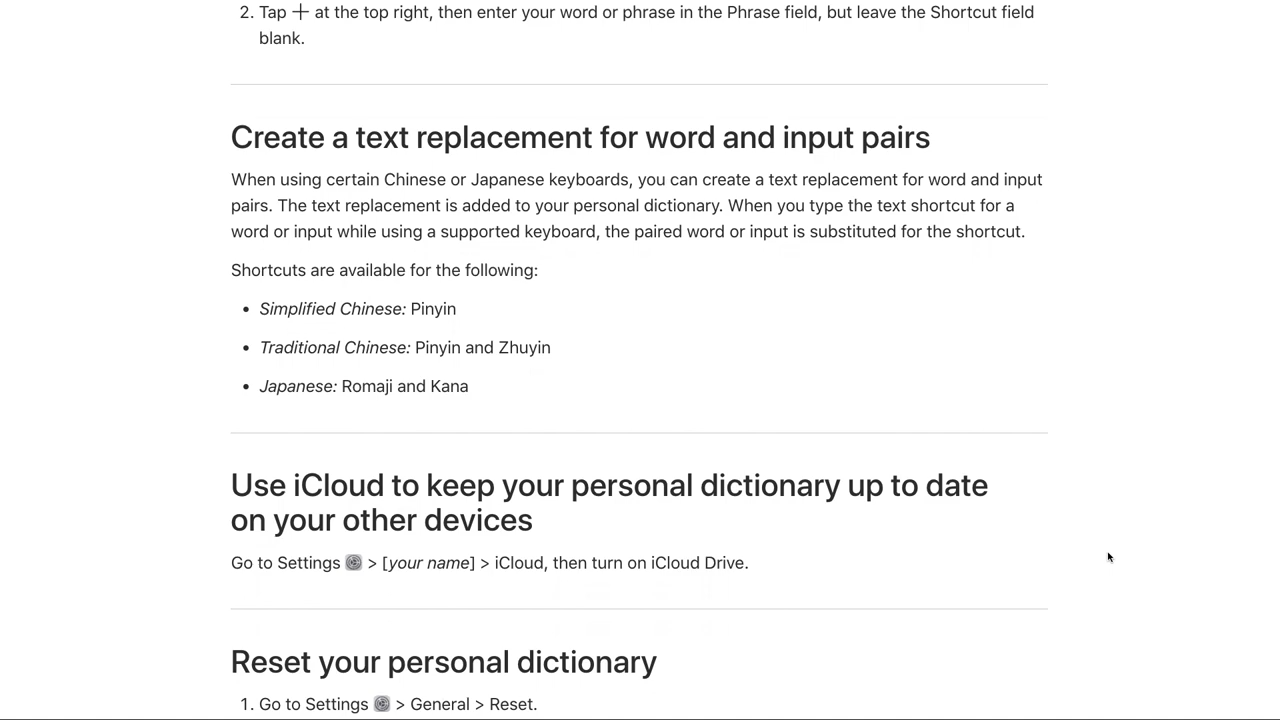 2. Tap + at the top right, then enter your word or phrase in the Phrase field, but leave the Shortcut field
blank.
Create a text replacement for word and input pairs
When using certain Chinese or Japanese keyboards, you can create a text replacement for word and input
pairs. The text replacement is added to your personal dictionary. When you type the text shortcut for a
word or input while using a supported keyboard, the paired word or input is substituted for the shortcut.
Shortcuts are available for the following:
• Simplified Chinese: Pinyin
• Traditional Chinese: Pinyin and Zhuyin
• Japanese: Romaji and Kana
Use iCloud to keep your personal dictionary up to date
on your other devices
Go to Settings > [your name] > iCloud, then turn on iCloud Drive.
Reset your personal dictionary
1. Go to Settings > General > Reset.